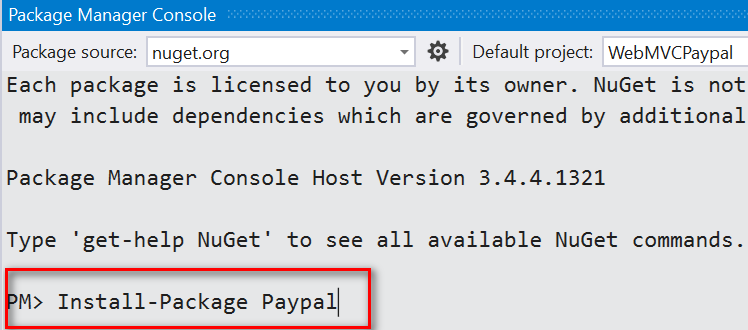 Package Manager Console
Package source: nuget.org Default project: WebMVCPaypal
Each package is licensed to you by its owner. NuGet is not
may include dependencies which are governed by additional
Package Manager Console Host Version 3.4.4.1321
Type 'get-help NuGet' to see all available NuGet commands.
PM> Install-Package Paypal